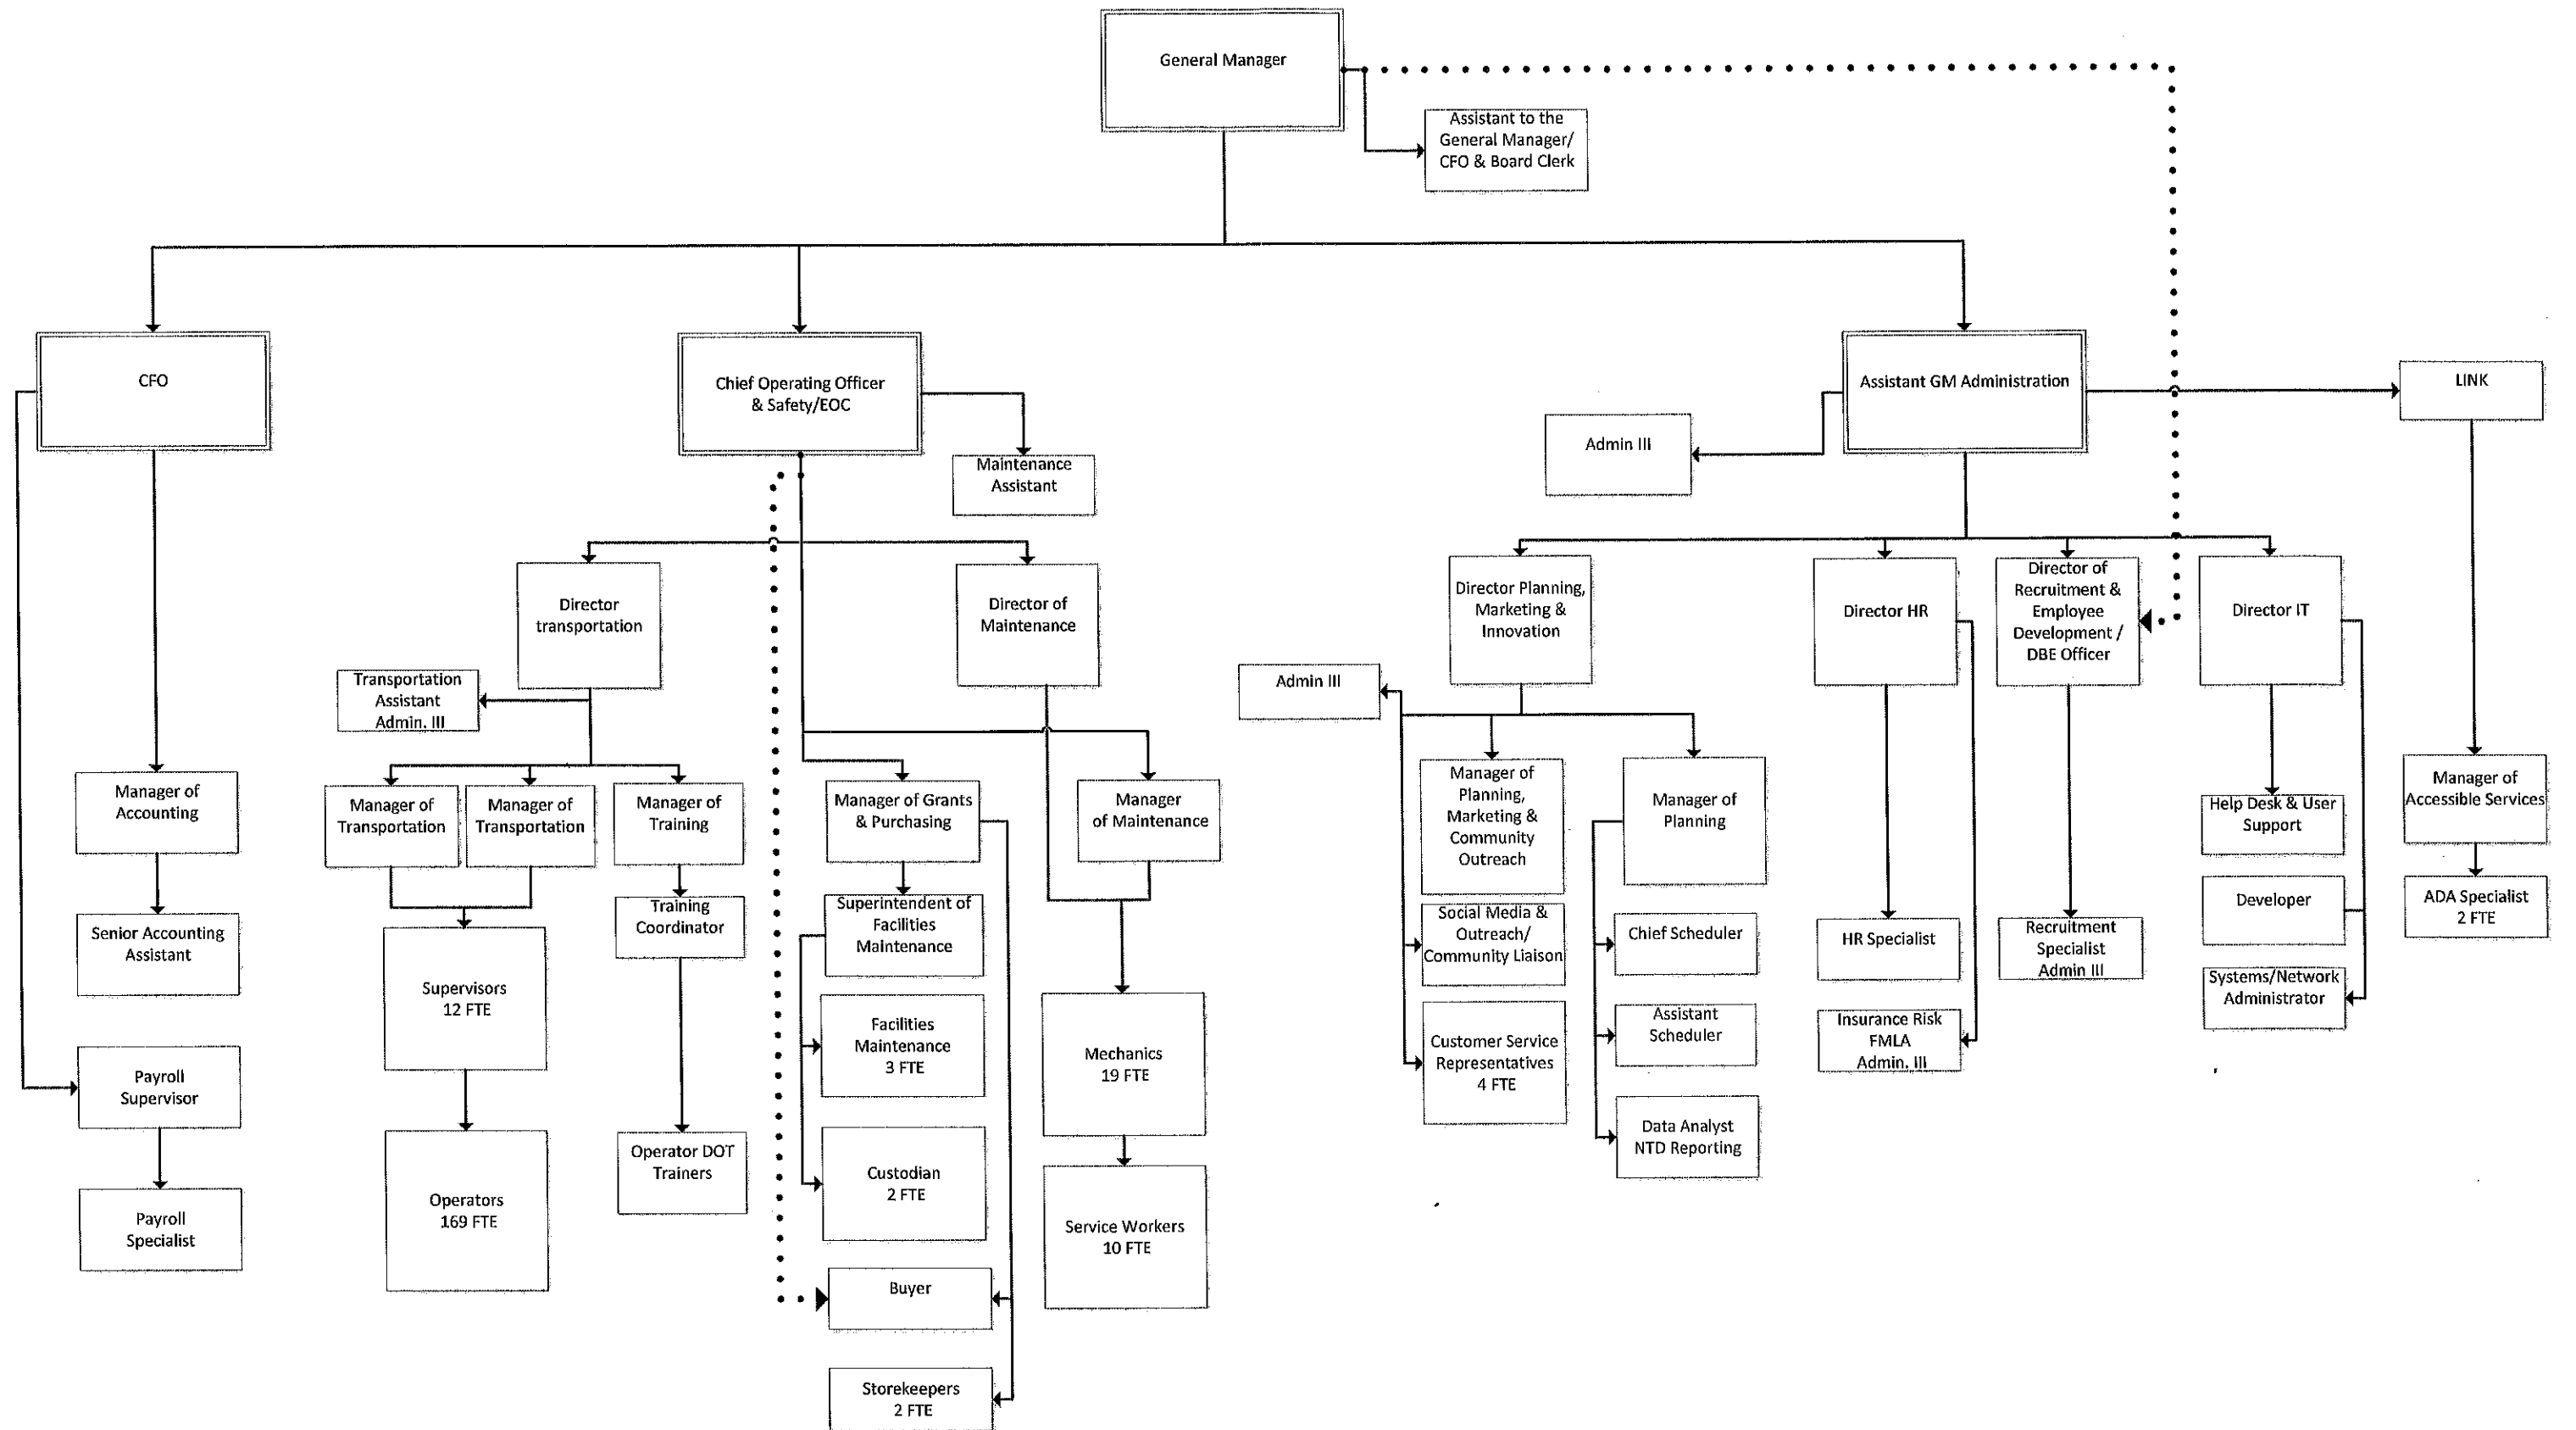 General Manager
Assistant to the
General Manager/
CFO & Board Clerk
CFO
Chief Operating Officer
& Safety/EOC
Maintenance
Assistant
Admin III
Assistant GM Administration
LINK
Director
transportation
Director of
Maintenance
Director Planning,
Marketing &
Innovation
Director HR
Director of
Recruitment &
Employee
Development /
DBE Officer
Director IT
Transportation
Assistant
Admin. III
Admin III
Manager of
Accounting
Manager of
Transportation
Manager of
Transportation
Manager of
Training
Manager of Grants
& Purchasing
Manager
of Maintenance
Manager of
Planning,
Marketing &
Community
Outreach
Manager of
Planning
Help Desk & User
Support
Manager of
Accessible Services
Senior Accounting
Assistant
Supervisors
12 FTE
Training
Coordinator
Superintendent of
Facilities
Maintenance
Social Media &
Outreach/
Community Liaison
Chief Scheduler
HR Specialist
Recruitment
Specialist
Admin III
Developer
ADA Specialist
2 FTE
Facilities
Maintenance
3 FTE
Mechanics
19 FTE
Customer Service
Representatives
4 FTE
Assistant
Scheduler
Insurance Risk
FMLA
Admin. III
Systems/Network
Administrator
Payroll
Supervisor
Operators
169 FTE
Operator DOT
Trainers
Custodian
2 FTE
Service Workers
10 FTE
Data Analyst
NTD Reporting
Payroll
Specialist
Buyer
Storekeepers
2 FTE